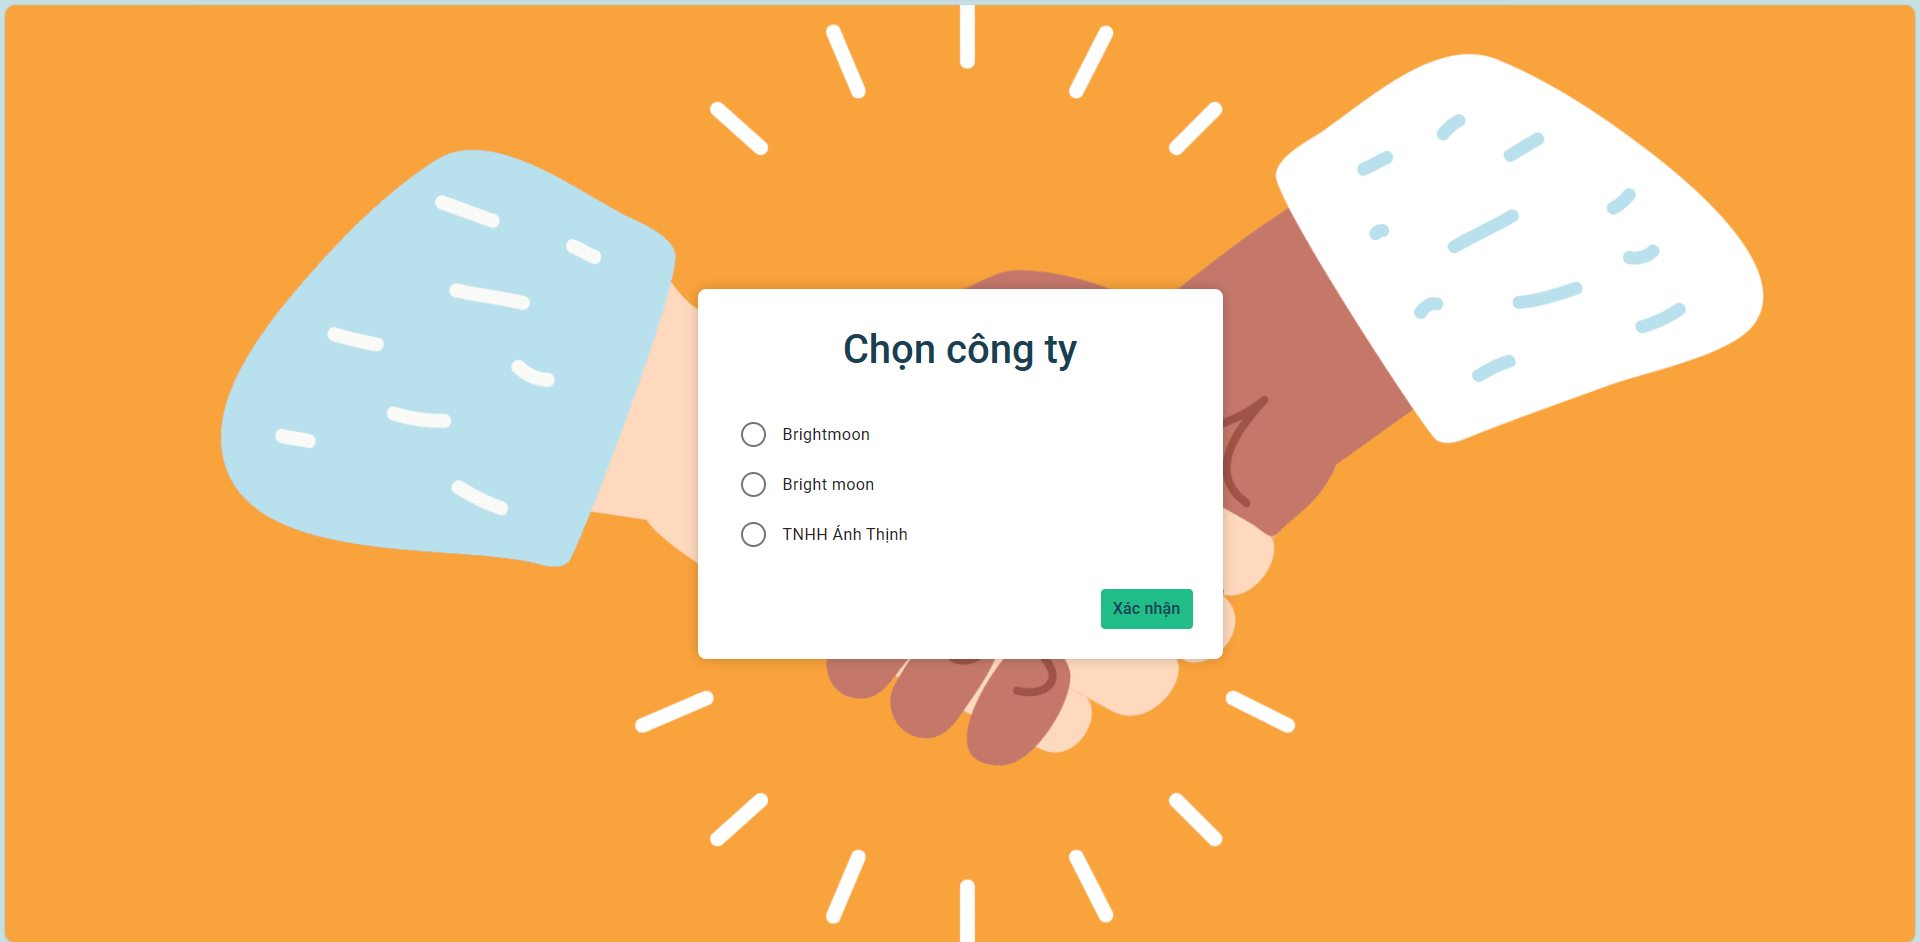 Chọn công ty
Brightmoon
Bright moon
TNHH Ánh Thịnh
Xác nhận